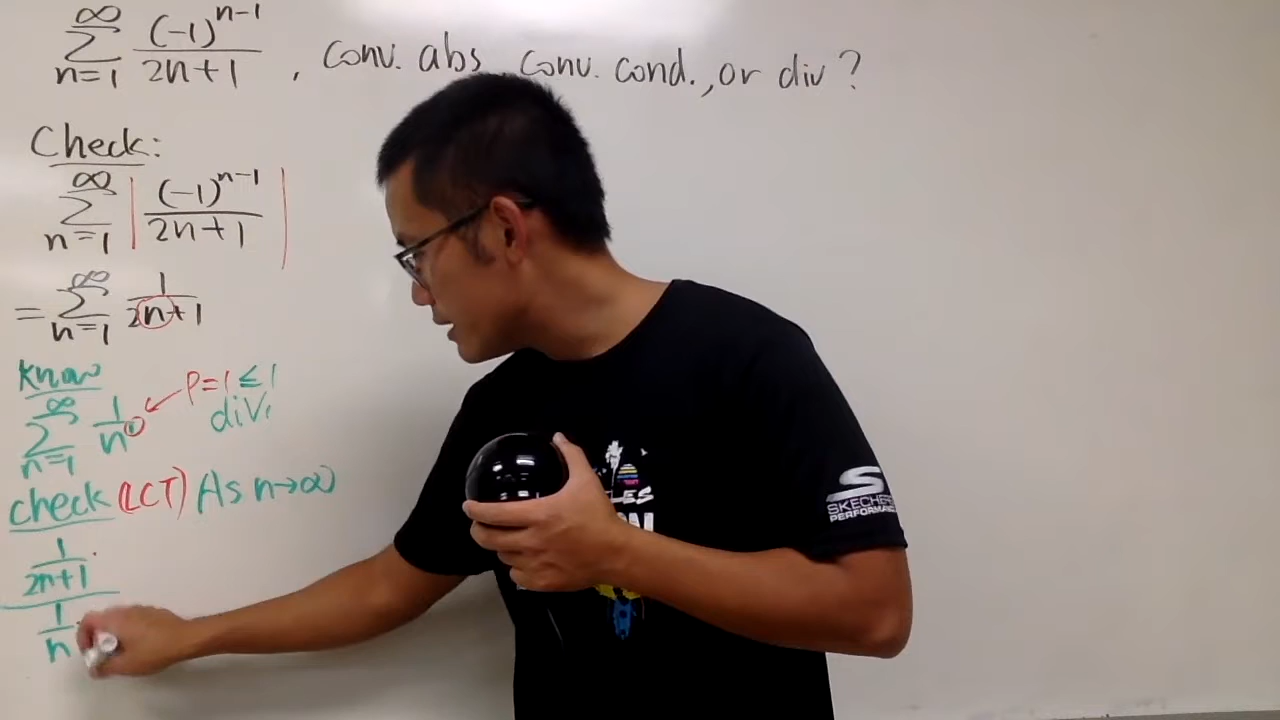 ∞
Σ (-1)^{n-1} / 2n+1 , conv. abs conv. cond., or div?
n=1
Check:
∞
Σ | (-1)^{n-1} / 2n+1 |
n=1
∞
= Σ 1 / 2n+1
n=1
know
∞
Σ 1 / n^1 ← P=1 ≤ 1
n=1 div.
check (LCT) As n→∞
1 / 2n+1 ·
1 / n ·
SKECHERS
PERFORMANCE